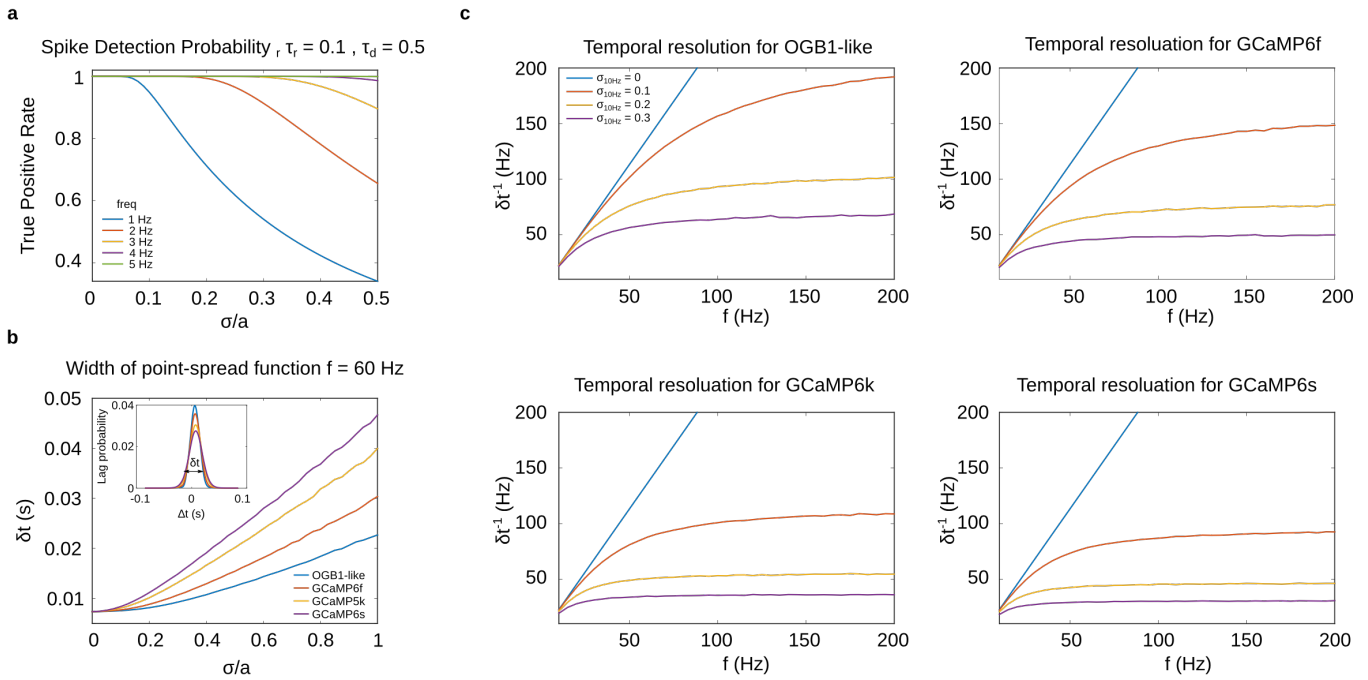 a
Spike Detection Probability , τr = 0.1 , τd = 0.5
True Positive Rate
1
0.8
0.6
0.4
freq
1 Hz
2 Hz
3 Hz
4 Hz
5 Hz
0 0.1 0.2 0.3 0.4 0.5
σ/a
b
Width of point-spread function f = 60 Hz
δt (s)
0.05
0.04
0.03
0.02
0.01
Lag probability
0.04
0.02
0
δt
-0.1 0 0.1
Δt (s)
OGB1-like
GCaMP6f
GCaMP5k
GCaMP6s
0 0.2 0.4 0.6 0.8 1
σ/a
c
Temporal resolution for OGB1-like
δt⁻¹ (Hz)
200
150
100
50
σ10Hz = 0
σ10Hz = 0.1
σ10Hz = 0.2
σ10Hz = 0.3
50 100 150 200
f (Hz)
Temporal resoluation for GCaMP6f
δt⁻¹ (Hz)
200
150
100
50
50 100 150 200
f (Hz)
Temporal resoluation for GCaMP6k
δt⁻¹ (Hz)
200
150
100
50
50 100 150 200
f (Hz)
Temporal resoluation for GCaMP6s
δt⁻¹ (Hz)
200
150
100
50
50 100 150 200
f (Hz)